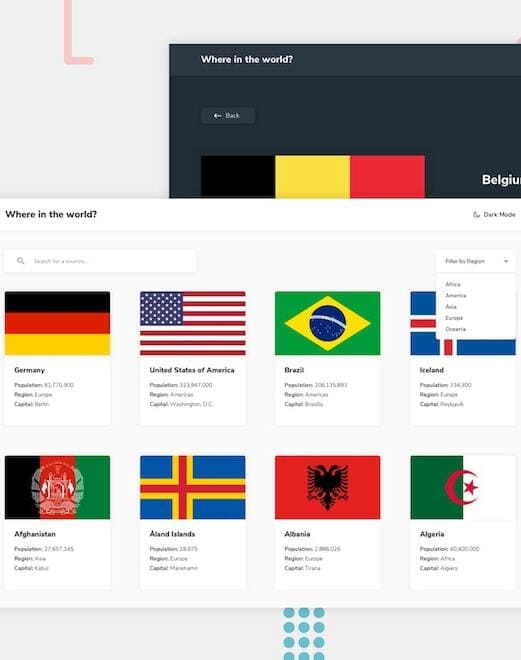 Where in the world?
← Back
Belgiu
Where in the world?
Dark Mode
Search for a country...
Filter by Region
Africa
America
Asia
Europe
Oceania
Germany
Population: 81,770,900
Region: Europe
Capital: Berlin
United States of America
Population: 323,947,000
Region: Americas
Capital: Washington, D.C.
Brazil
Population: 206,135,893
Region: Americas
Capital: Brasília
Iceland
Population: 334,300
Region: Europe
Capital: Reykjavík
Afghanistan
Population: 27,657,145
Region: Asia
Capital: Kabul
Åland Islands
Population: 28,875
Region: Europe
Capital: Mariehamn
Albania
Population: 2,886,026
Region: Europe
Capital: Tirana
Algeria
Population: 40,400,000
Region: Africa
Capital: Algiers